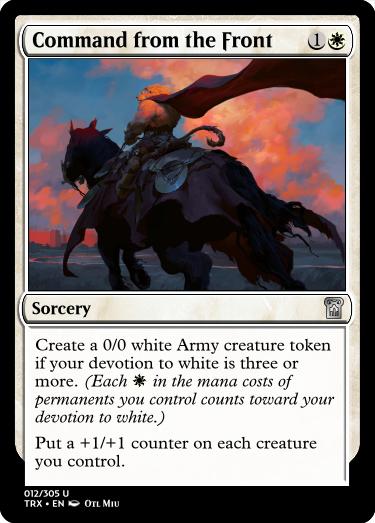 Command from the Front 1
Sorcery
Create a 0/0 white Army creature token
if your devotion to white is three or
more. (Each in the mana costs of
permanents you control counts toward your
devotion to white.)
Put a +1/+1 counter on each creature
you control.
012/305 U
TRX • EN Otl Miu